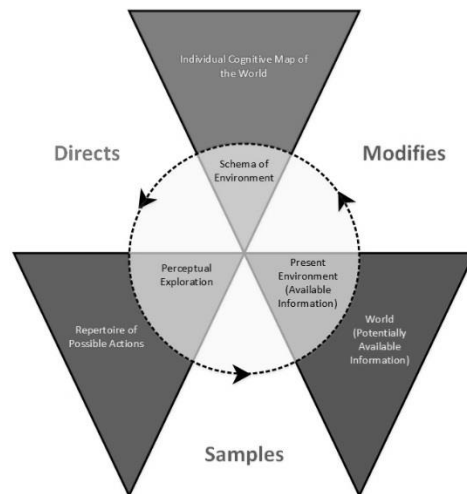 Individual Cognitive Map of
the World
Directs
Modifies
Schema of
Environment
Perceptual
Exploration
Present
Environment
(Available
Information)
Repertoire of
Possible Actions
World
(Potentially
Available
Information)
Samples